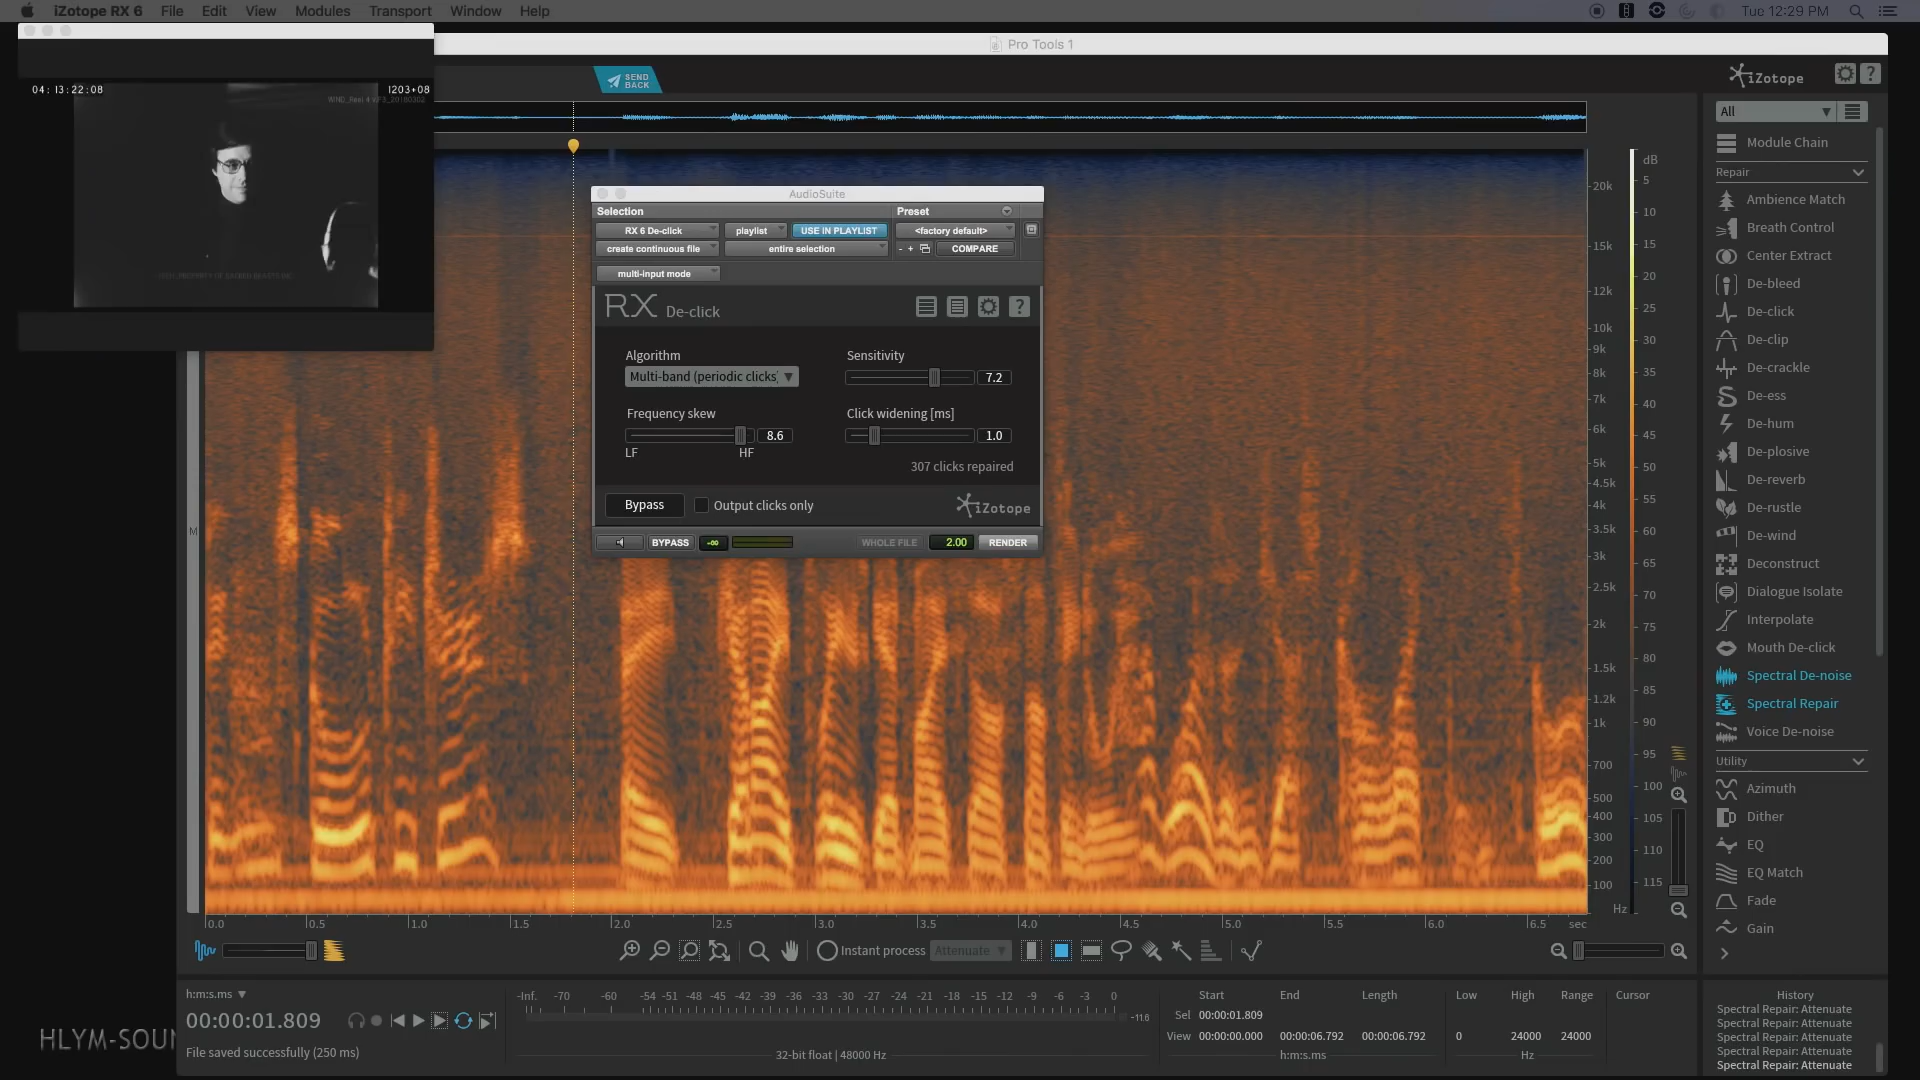 iZotope RX 6 File Edit View Modules Transport Window Help Tue 12:29 PM
Pro Tools 1
04: 13:22:08 1203+08
SEND BACK
iZotope ?
All
Module Chain
Repair
Ambience Match
Breath Control
Center Extract
De-bleed
De-click
De-clip
De-crackle
De-ess
De-hum
De-plosive
De-reverb
De-rustle
De-wind
Deconstruct
Dialogue Isolate
Interpolate
Mouth De-click
Spectral De-noise
Spectral Repair
Voice De-noise
Utility
Azimuth
Dither
EQ
EQ Match
Fade
Gain
AudioSuite
Selection Preset
RX 6 De-click playlist USE IN PLAYLIST <factory default>
create continuous file entire selection - + COMPARE
multi-input mode
RX De-click ?
Algorithm Sensitivity
Multi-band (periodic clicks) 7.2
Frequency skew Click widening [ms]
8.6 1.0
LF HF
307 clicks repaired
Bypass Output clicks only iZotope
BYPASS -∞ WHOLE FILE 2.00 RENDER
M
20k
15k
12k
10k
9k
8k
7k
6k
5k
4.5k
4k
3.5k
3k
2.5k
2k
1.5k
1.2k
1k
700
500
400
300
200
100
Hz
dB
5
10
15
20
25
30
35
40
45
50
55
60
65
70
75
80
85
90
95
100
105
110
115
0.0 0.5 1.0 1.5 2.0 2.5 3.0 3.5 4.0 4.5 5.0 5.5 6.0 6.5 sec
Instant process Attenuate
h:m:s.ms
00:00:01.809
File saved successfully (250 ms)
-Inf. -70 -60 -54 -51 -48 -45 -42 -39 -36 -33 -30 -27 -24 -21 -18 -15 -12 -9 -6 -3 0
-11.6
32-bit float | 48000 Hz
Start End Length Low High Range Cursor
Sel 00:00:01.809
View 00:00:00.000 00:00:06.792 00:00:06.792 0 24000 24000
h:m:s.ms Hz
History
Spectral Repair: Attenuate
Spectral Repair: Attenuate
Spectral Repair: Attenuate
Spectral Repair: Attenuate
Spectral Repair: Attenuate
HLYM-SOUN